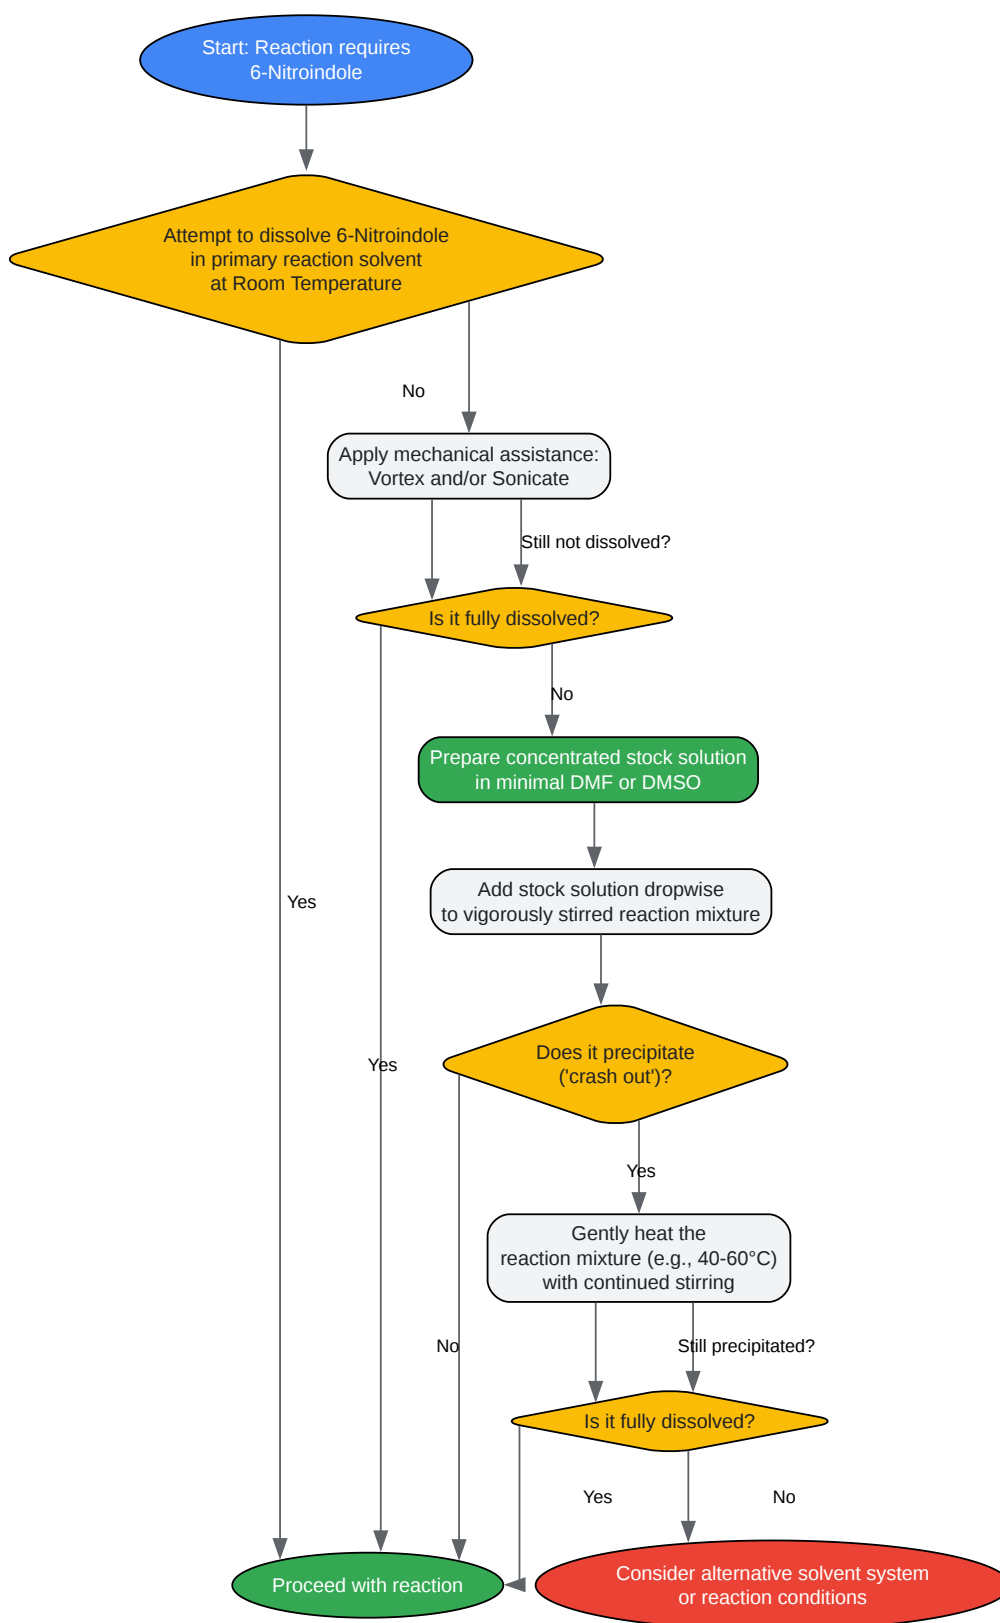 Start: Reaction requires
6-Nitroindole
Attempt to dissolve 6-Nitroindole
in primary reaction solvent
at Room Temperature
No
Apply mechanical assistance:
Vortex and/or Sonicate
Still not dissolved?
Is it fully dissolved?
No
Prepare concentrated stock solution
in minimal DMF or DMSO
Add stock solution dropwise
to vigorously stirred reaction mixture
Yes
Does it precipitate
('crash out')?
Yes
Yes
Gently heat the
reaction mixture (e.g., 40-60°C)
with continued stirring
No
Still precipitated?
Is it fully dissolved?
Yes
No
Proceed with reaction
Consider alternative solvent system
or reaction conditions